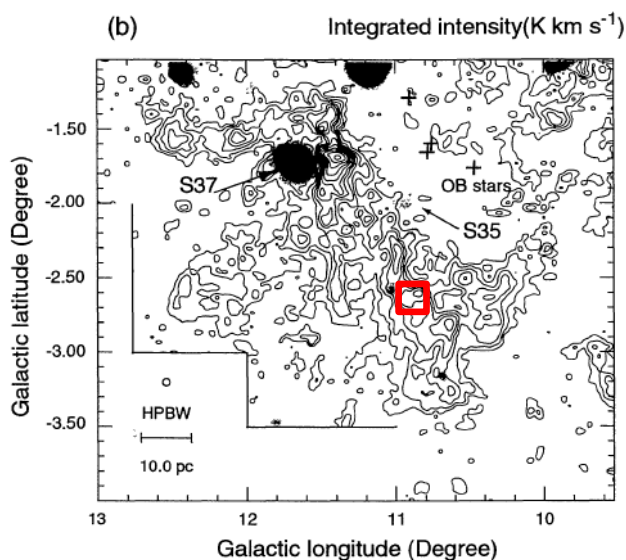 (b) Integrated intensity(K km s⁻¹)
-1.50
-2.00
-2.50
-3.00
-3.50
Galactic latitude (Degree)
S37
OB stars
S35
HPBW
10.0 pc
13 12 11 10
Galactic longitude (Degree)